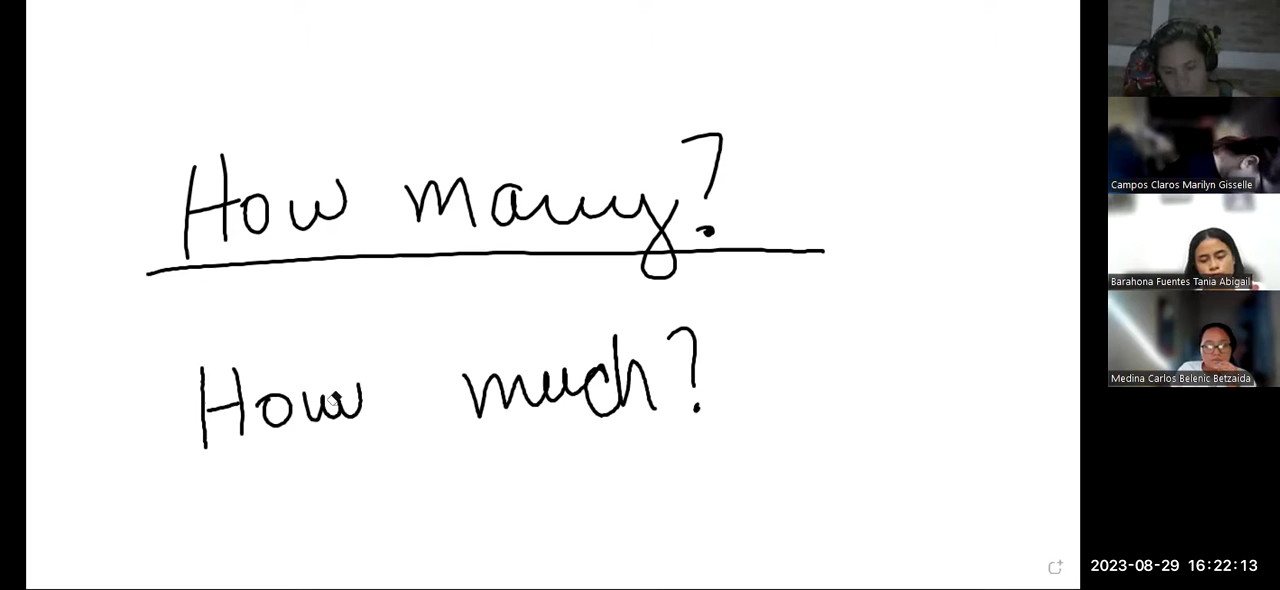 How many?
How much?
Campos Claros Marilyn Gisselle
Barahona Fuentes Tania Abigail
Medina Carlos Belenic Betzaida
2023-08-29 16:22:13